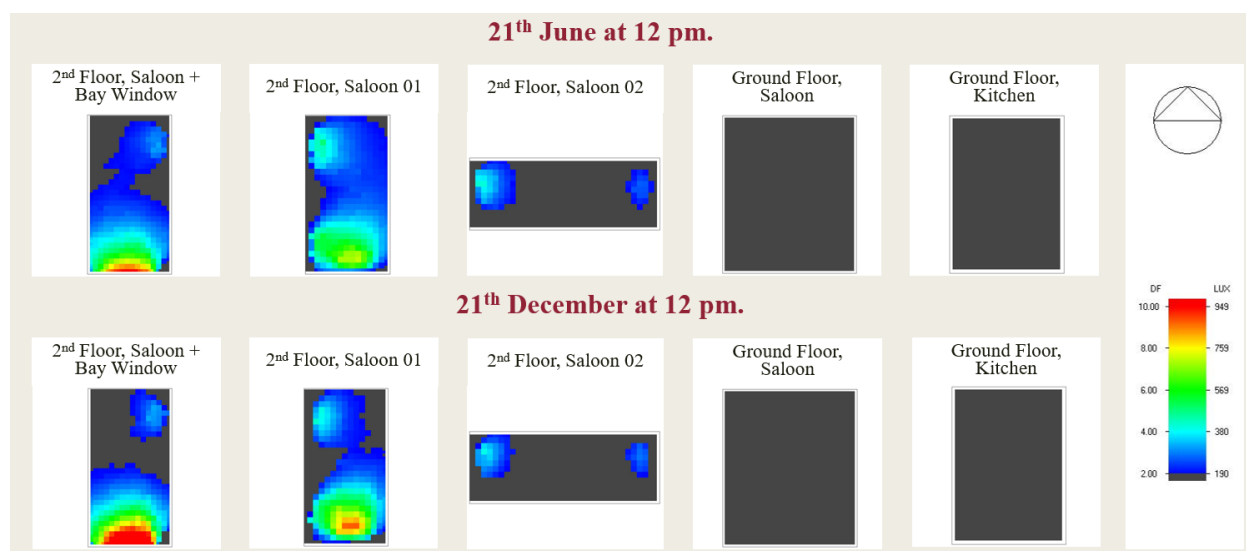 21th June at 12 pm.
2nd Floor, Saloon +
Bay Window
2nd Floor, Saloon 01
2nd Floor, Saloon 02
Ground Floor,
Saloon
Ground Floor,
Kitchen
21th December at 12 pm.
2nd Floor, Saloon +
Bay Window
2nd Floor, Saloon 01
2nd Floor, Saloon 02
Ground Floor,
Saloon
Ground Floor,
Kitchen
DF LUX
10.00 949
8.00 759
6.00 569
4.00 380
2.00 190